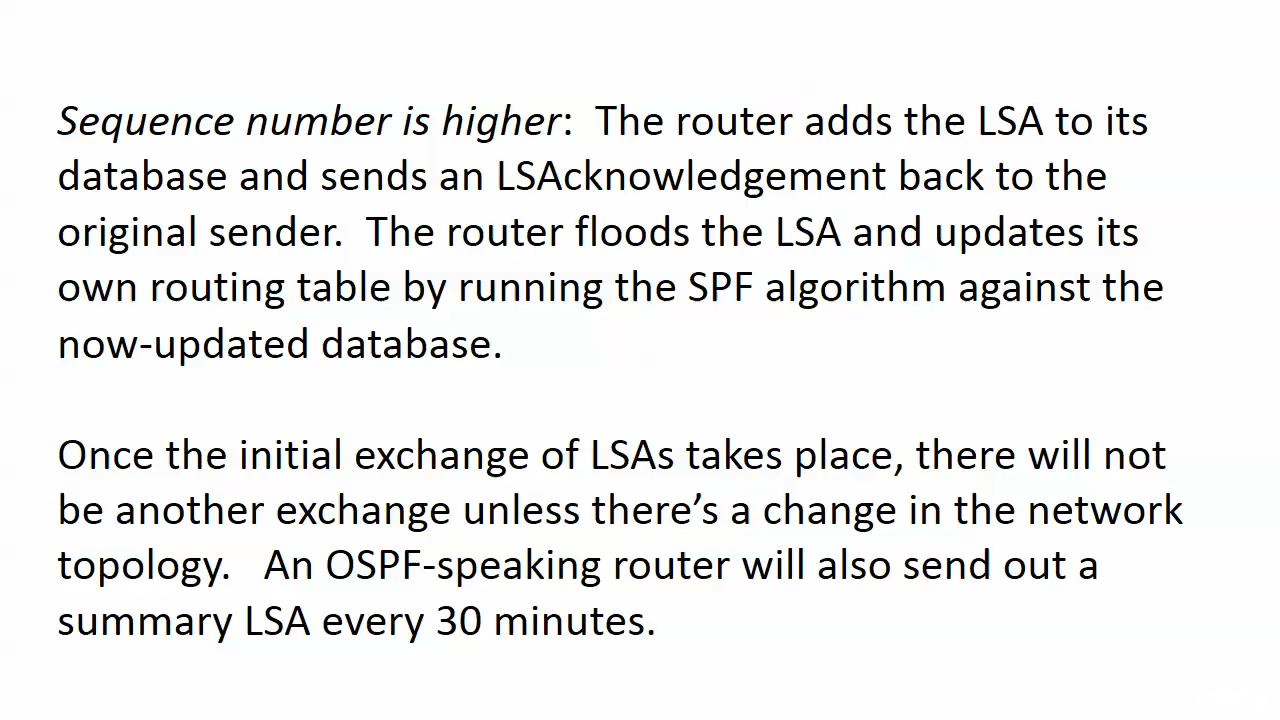 Sequence number is higher:  The router adds the LSA to its
database and sends an LSAcknowledgement back to the
original sender.  The router floods the LSA and updates its
own routing table by running the SPF algorithm against the
now-updated database.
Once the initial exchange of LSAs takes place, there will not
be another exchange unless there’s a change in the network
topology.   An OSPF-speaking router will also send out a
summary LSA every 30 minutes.